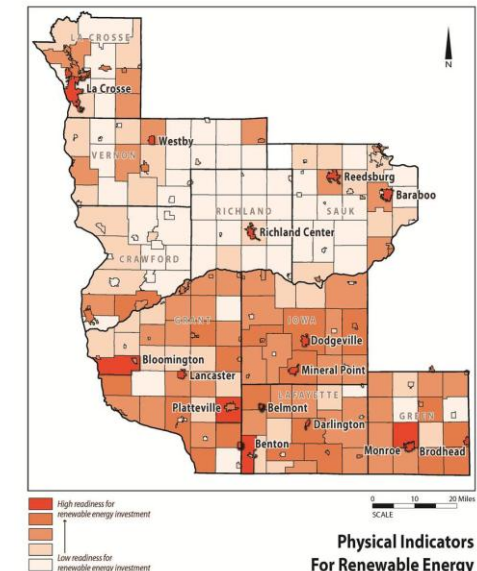 LA CROSSE
N
La Crosse
Westby
VERNON
Reedsburg
Baraboo
RICHLAND
SAUK
Richland Center
CRAWFORD
GRANT
IOWA
Dodgeville
Bloomington
Mineral Point
Lancaster
LAFAYETTE
Platteville
Belmont
GREEN
Darlington
Benton
Monroe
Brodhead
High readiness for
renewable energy investment
Low readiness for
renewable energy investment
0 10 20 Miles
SCALE
Physical Indicators
For Renewable Energy